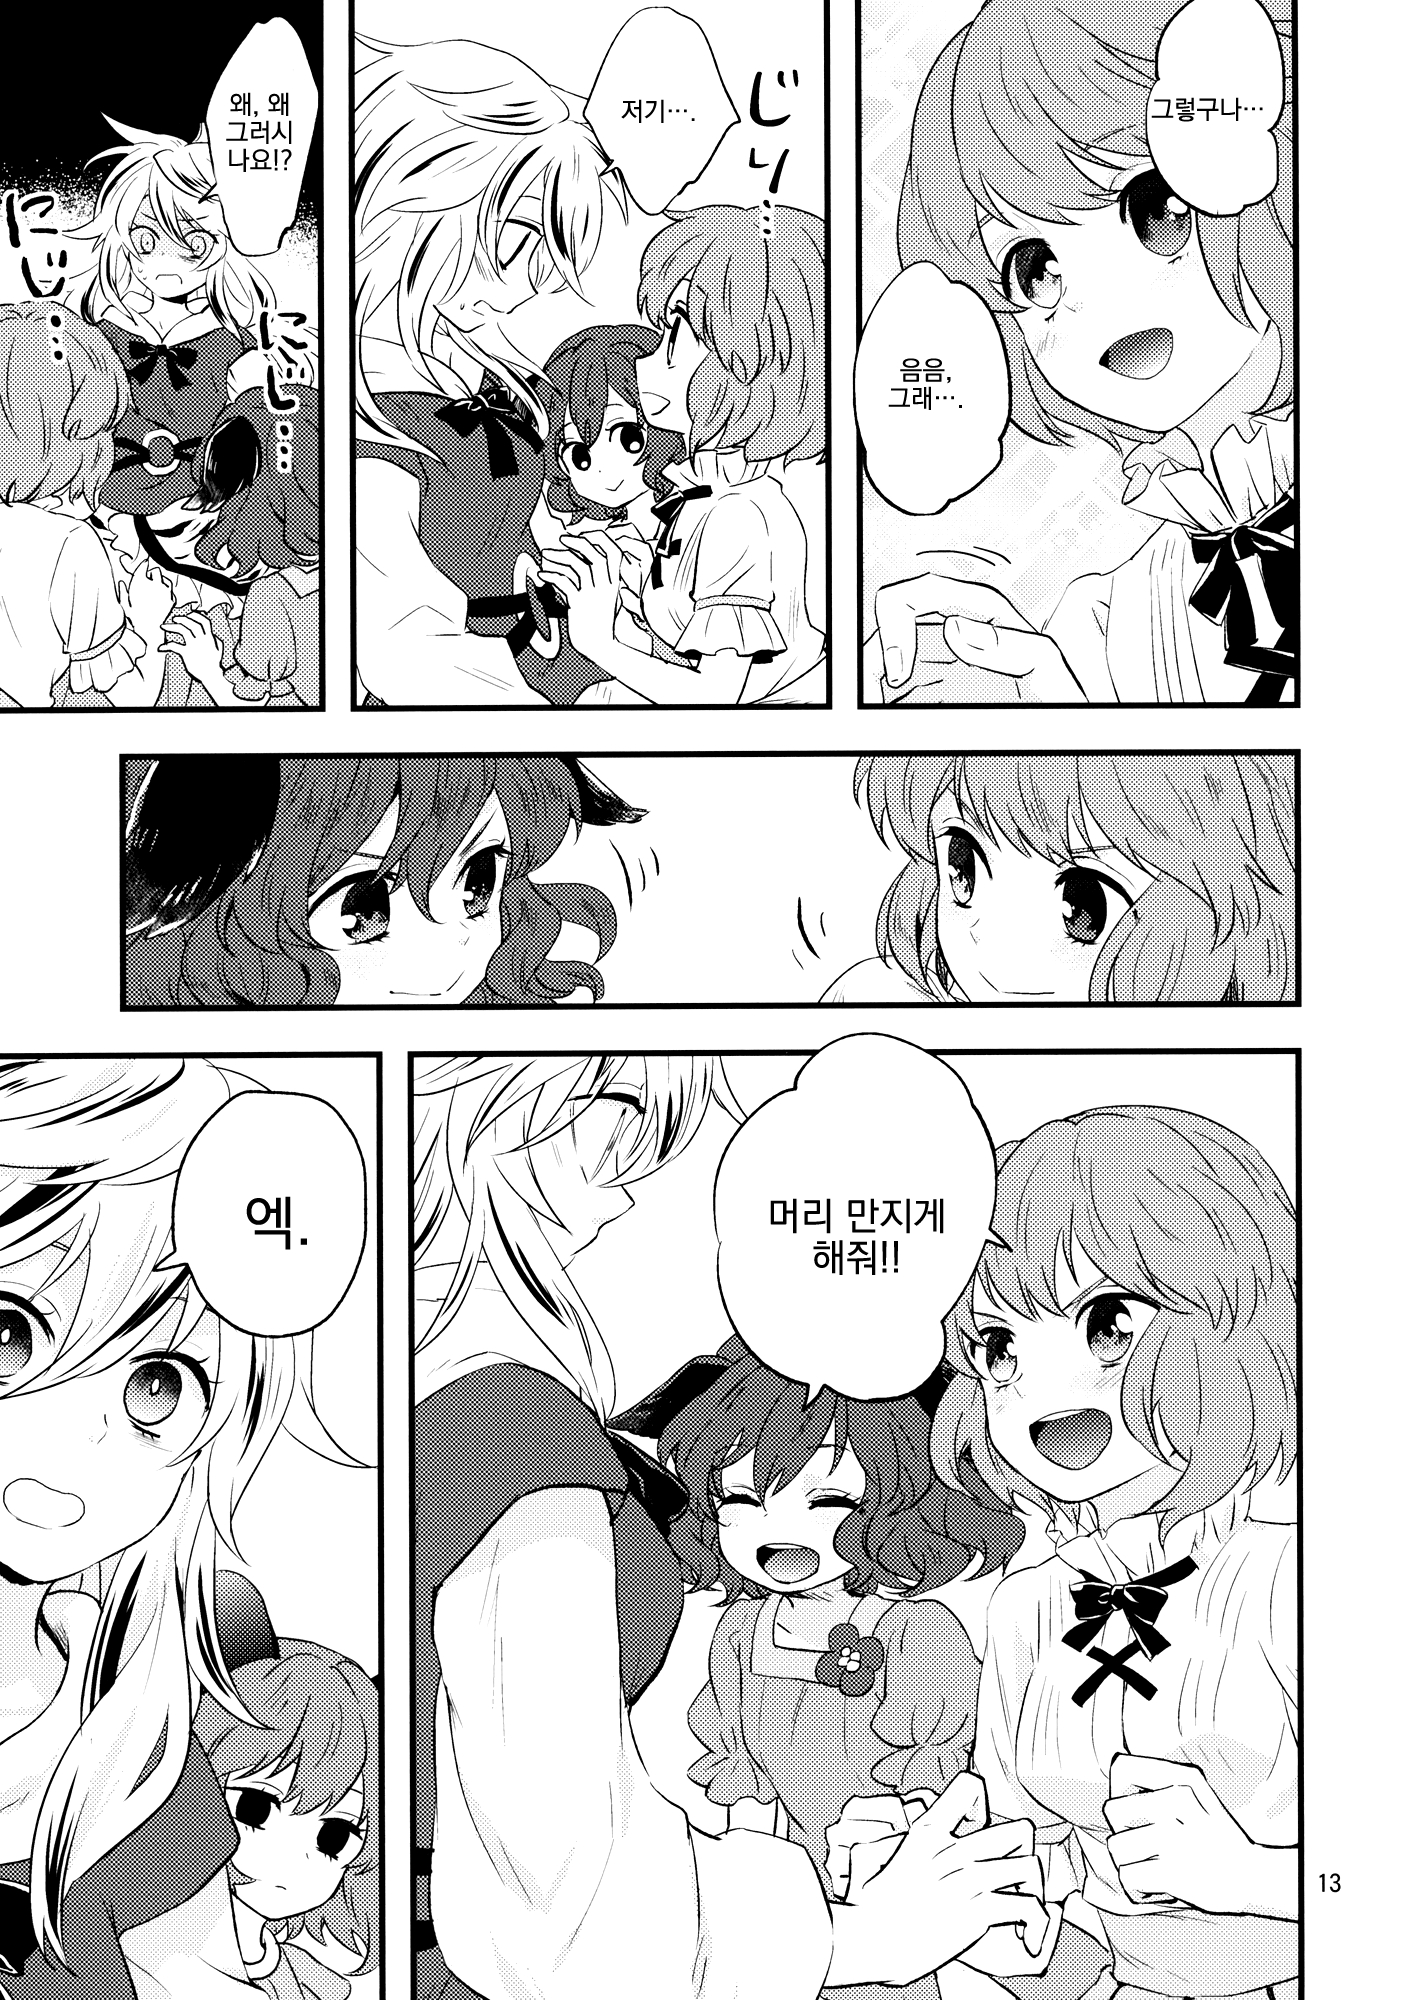 그렇구나….
음음,
그래….
저기….
じり…
왜, 왜
그러시
나요!?
にじ…
にじ…
머리 만지게
해줘!!
엑.
13